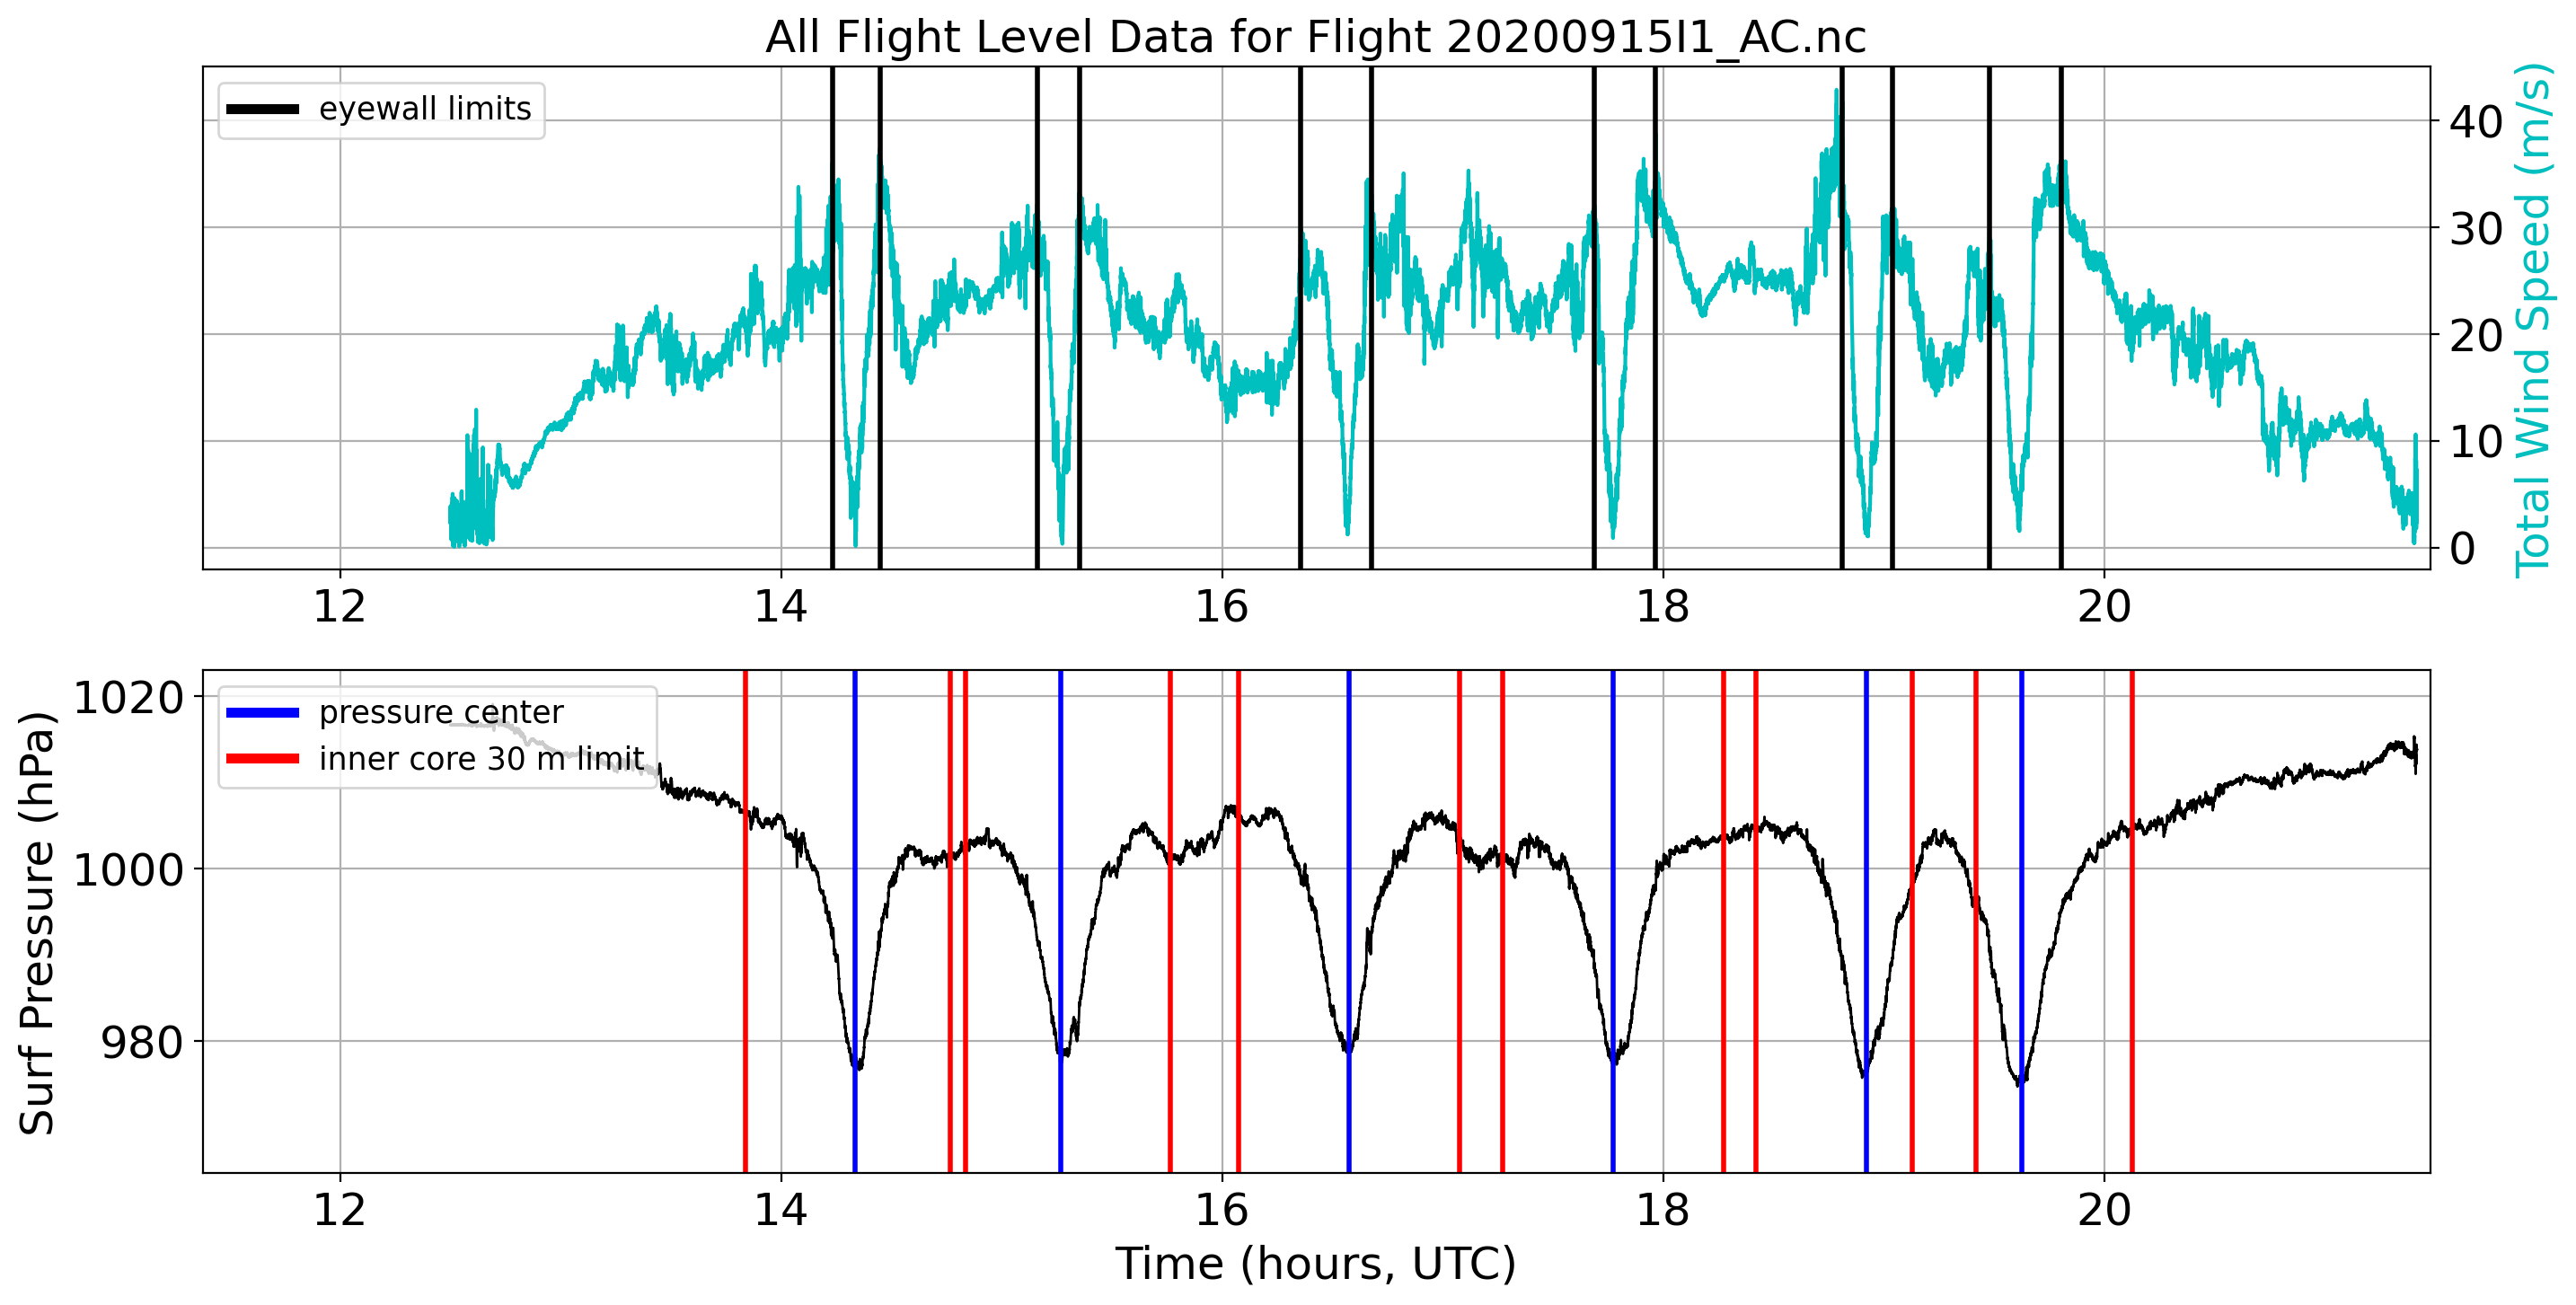 All Flight Level Data for Flight 20200915I1_AC.nc
eyewall limits
40
30
20
10
0
Total Wind Speed (m/s)
12 14 16 18 20
1020
1000
980
Surf Pressure (hPa)
pressure center
inner core 30 m limit
12 14 16 18 20
Time (hours, UTC)